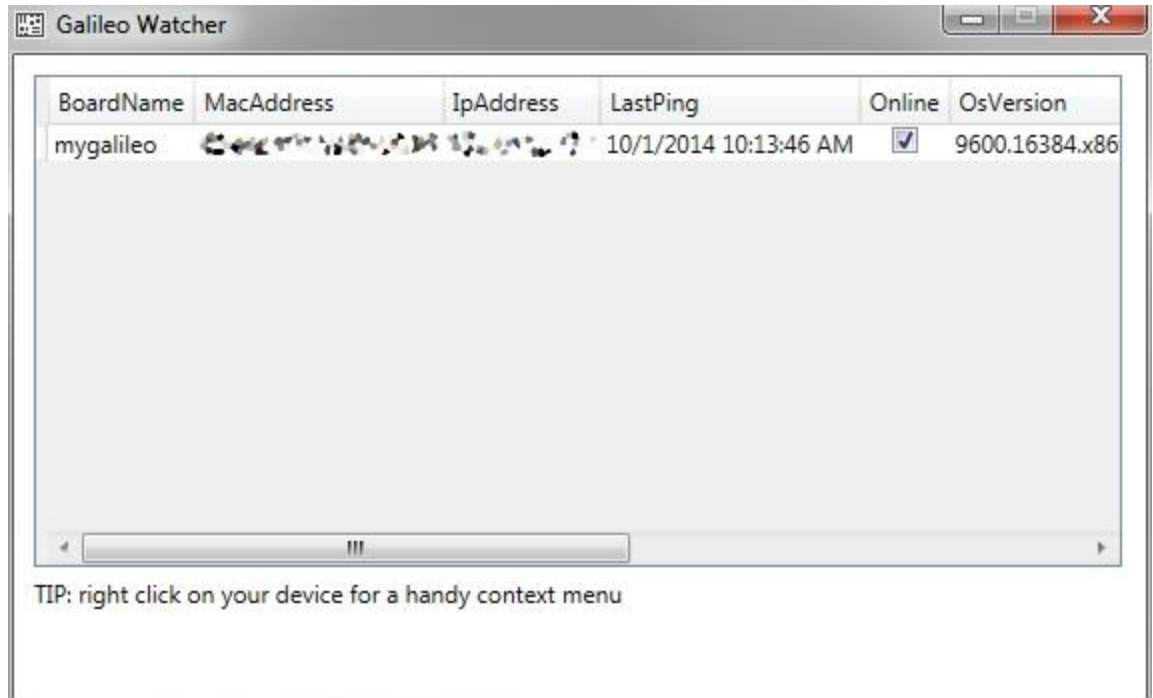 Galileo Watcher
BoardName MacAddress IpAddress LastPing Online OsVersion
mygalileo 10/1/2014 10:13:46 AM 9600.16384.x86
TIP: right click on your device for a handy context menu